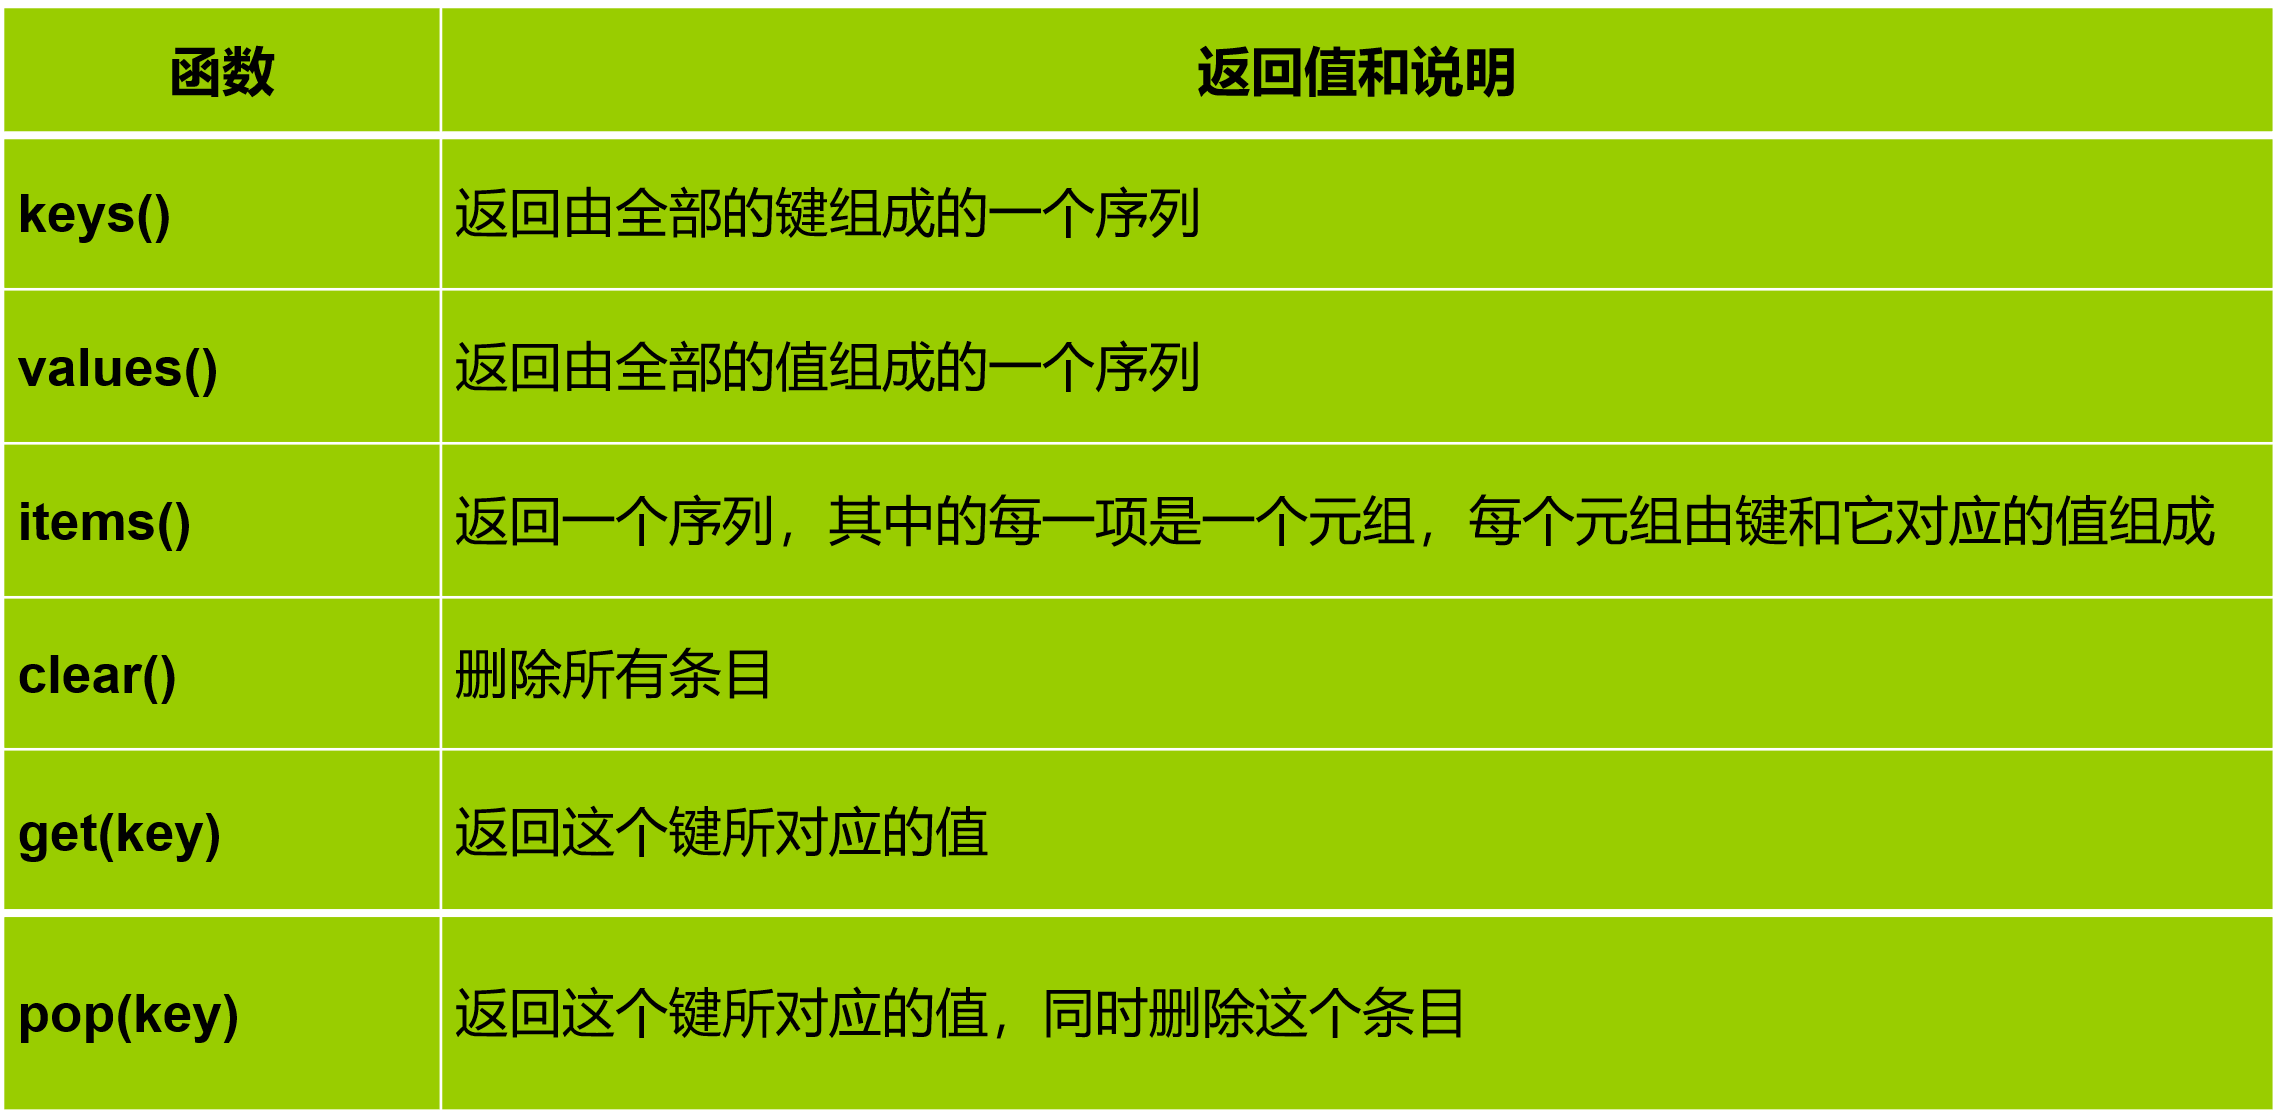 函数 返回值和说明
keys() 返回由全部的键组成的一个序列
values() 返回由全部的值组成的一个序列
items() 返回一个序列，其中的每一项是一个元组，每个元组由键和它对应的值组成
clear() 删除所有条目
get(key) 返回这个键所对应的值
pop(key) 返回这个键所对应的值，同时删除这个条目